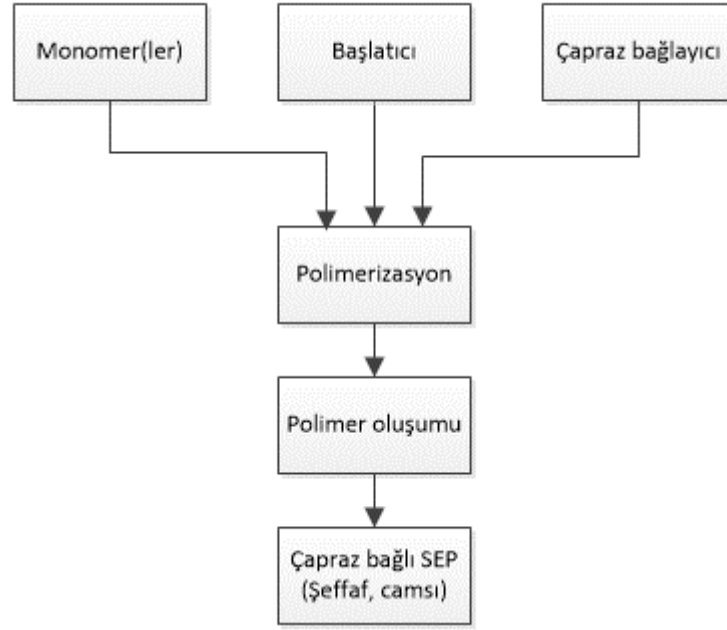 Monomer(ler)
Başlatıcı
Çapraz bağlayıcı
Polimerizasyon
Polimer oluşumu
Çapraz bağlı SEP
(Şeffaf, camsı)